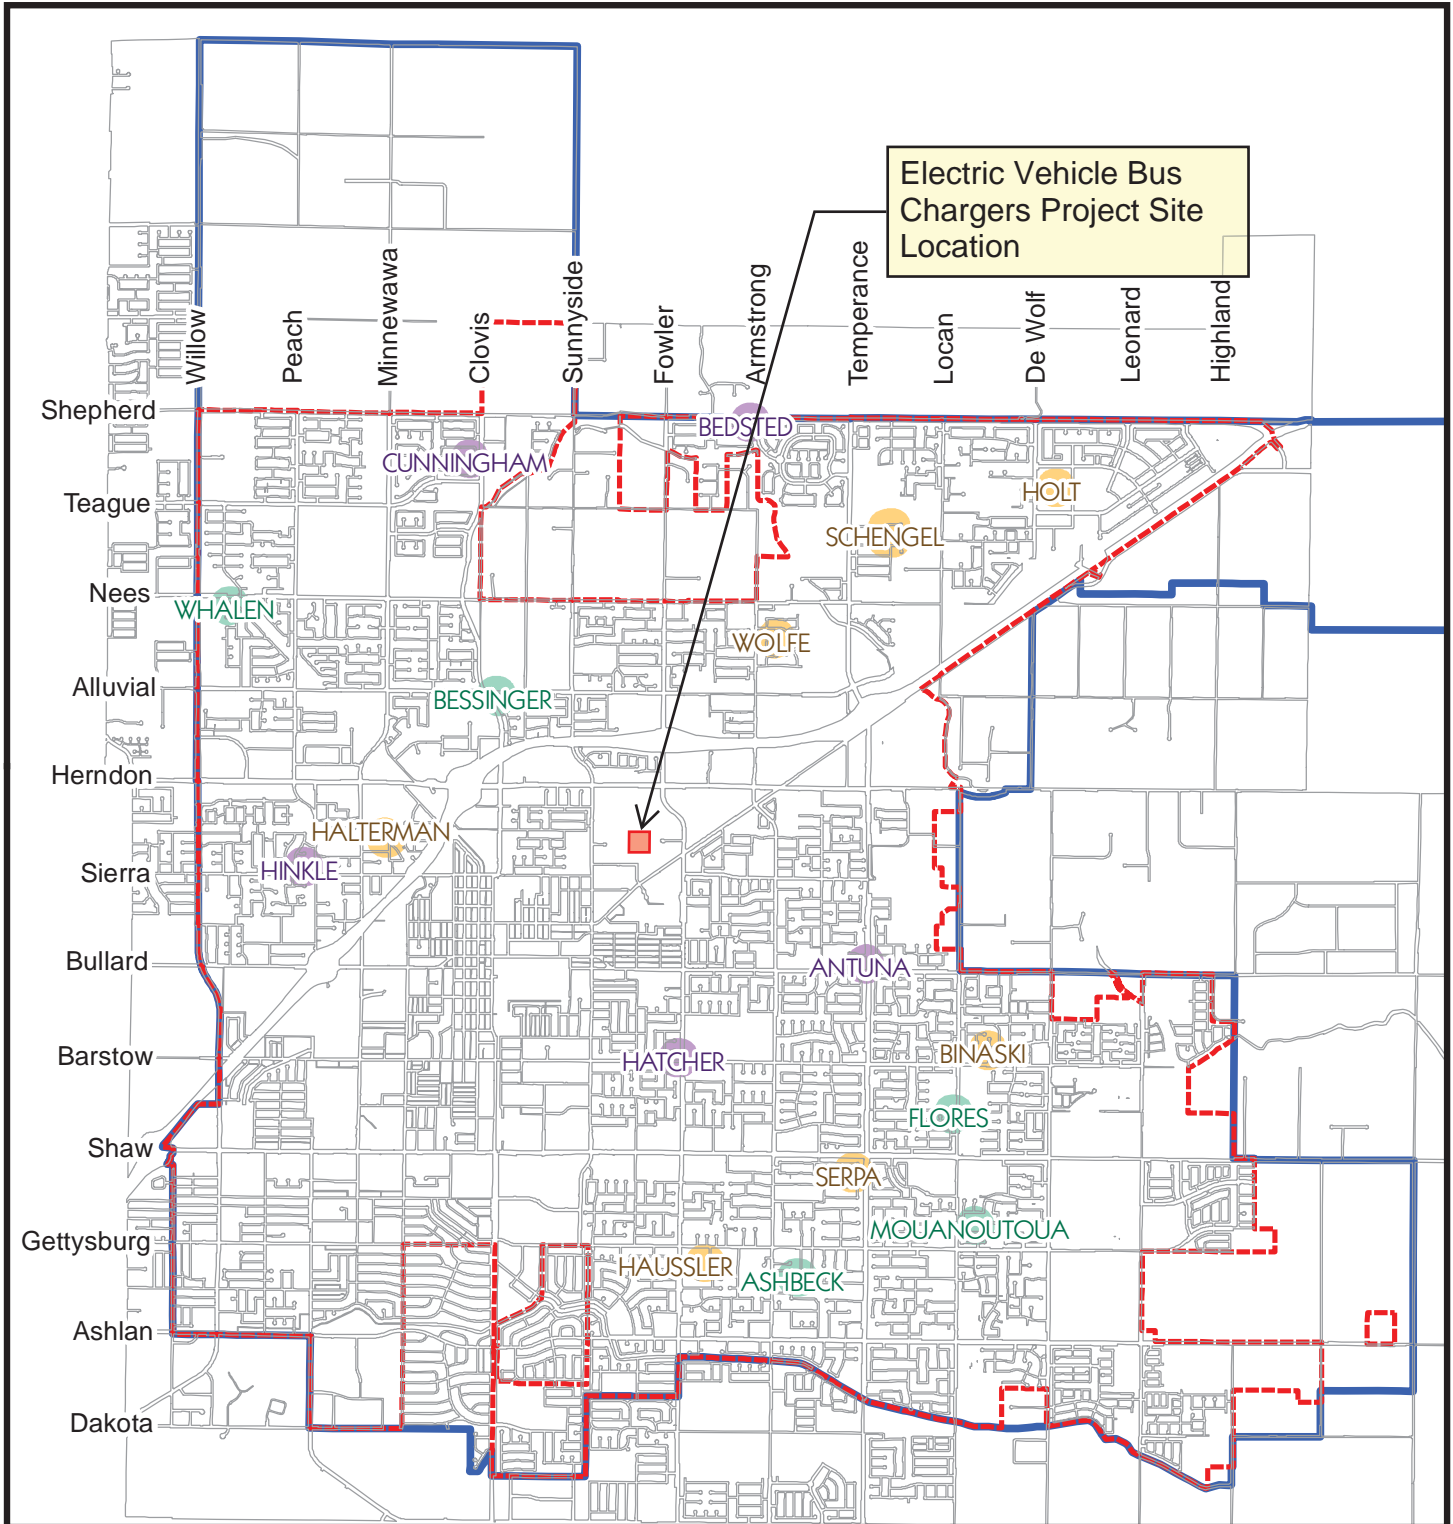 Electric Vehicle Bus
Chargers Project Site
Location
Willow
Peach
Minnewawa
Clovis
Sunnyside
Fowler
Armstrong
Temperance
Locan
De Wolf
Leonard
Highland
Shepherd
BEDSTED
CUNNINGHAM
HOLT
Teague
SCHENGEL
Nees
WHALEN
WOLFE
Alluvial
BESSINGER
Herndon
HALTERMAN
HINKLE
Sierra
Bullard
ANTUNA
Barstow
HATCHER
BINASKI
FLORES
Shaw
SERPA
MOUANOUTOUA
Gettysburg
HAUSSLER
ASHBECK
Ashlan
Dakota